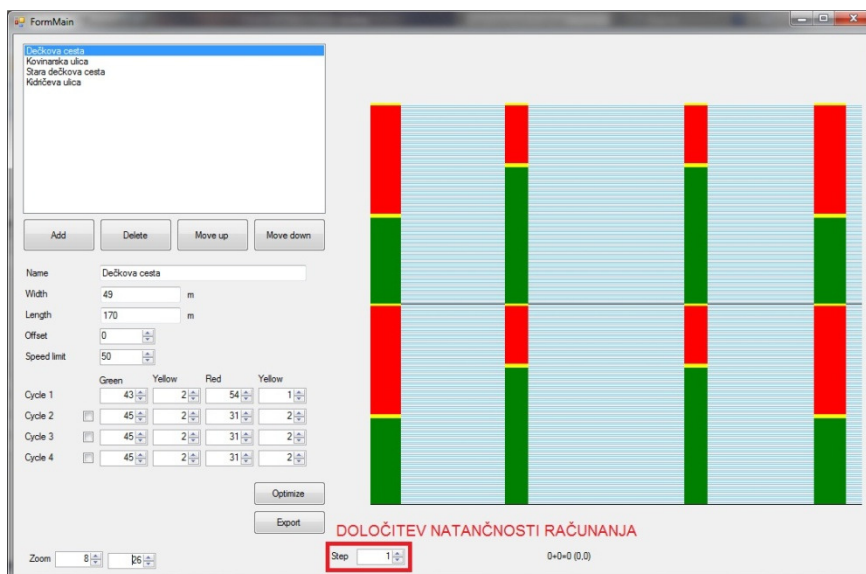 FormMain
Dečkova cesta
Kovinarska ulica
Stara dečkova cesta
Kidričeva ulica
Add Delete Move up Move down
Name Dečkova cesta
Width 49 m
Length 170 m
Offset 0
Speed limit 50
Green Yellow Red Yellow
Cycle 1 43 2 54 1
Cycle 2 45 2 31 2
Cycle 3 45 2 31 2
Cycle 4 45 2 31 2
Optimize
Export
DOLOČITEV NATANČNOSTI RAČUNANJA
Zoom 8 26 Step 1 0+0=0 (0,0)